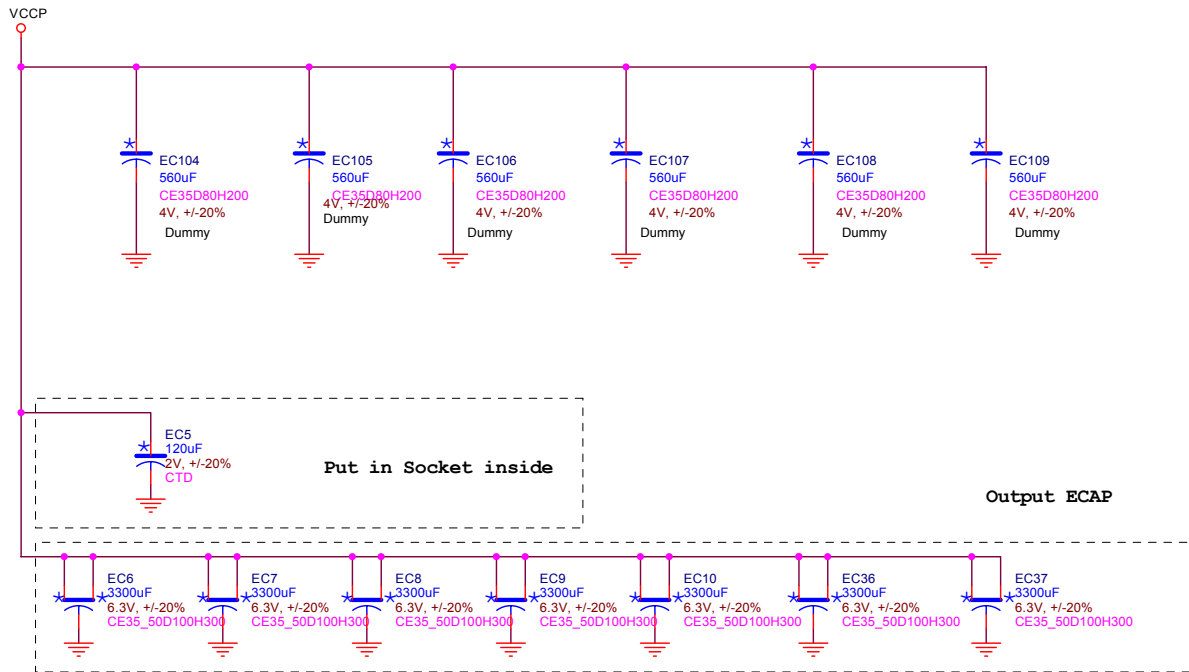 VCCP
EC104
560uF
CE35D80H200
4V, +/-20%
Dummy
EC105
560uF
CE35D80H200
4V, +/-20%
Dummy
EC106
560uF
CE35D80H200
4V, +/-20%
Dummy
EC107
560uF
CE35D80H200
4V, +/-20%
Dummy
EC108
560uF
CE35D80H200
4V, +/-20%
Dummy
EC109
560uF
CE35D80H200
4V, +/-20%
Dummy
EC5
120uF
2V, +/-20%
CTD
Put in Socket inside
Output ECAP
EC6
3300uF
6.3V, +/-20%
CE35_50D100H300
EC7
3300uF
6.3V, +/-20%
CE35_50D100H300
EC8
3300uF
6.3V, +/-20%
CE35_50D100H300
EC9
3300uF
6.3V, +/-20%
CE35_50D100H300
EC10
3300uF
6.3V, +/-20%
CE35_50D100H300
EC36
3300uF
6.3V, +/-20%
CE35_50D100H300
EC37
3300uF
6.3V, +/-20%
CE35_50D100H300